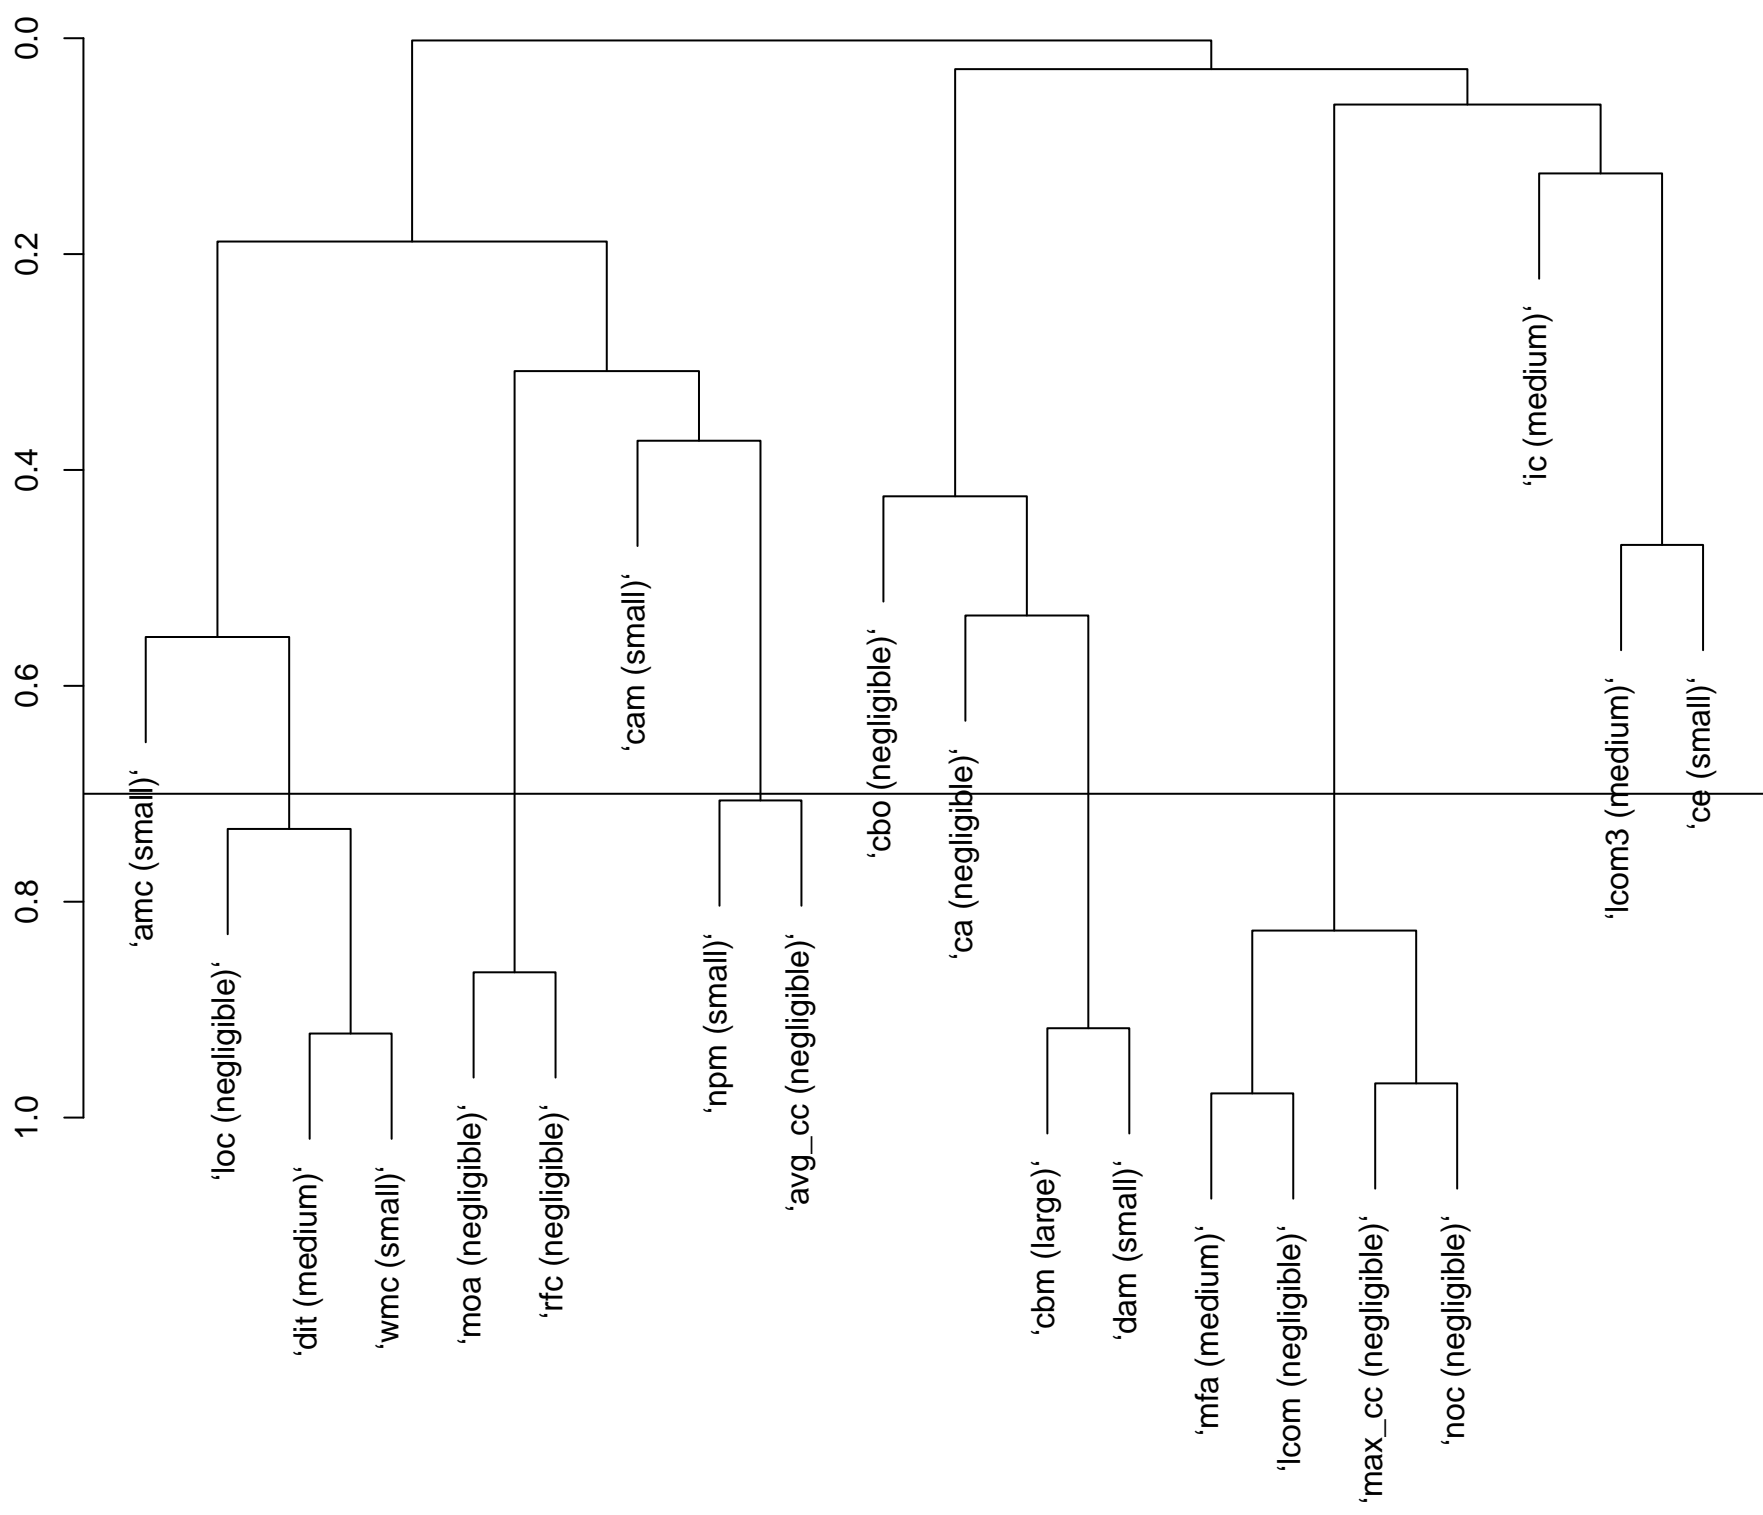 0.0
0.2
0.4
0.6
0.8
1.0
‘amc (small)‘
‘loc (negligible)‘
‘dit (medium)‘
‘wmc (small)‘
‘moa (negligible)‘
‘rfc (negligible)‘
‘cam (small)‘
‘npm (small)‘
‘avg_cc (negligible)‘
‘cbo (negligible)‘
‘ca (negligible)‘
‘cbm (large)‘
‘dam (small)‘
‘mfa (medium)‘
‘lcom (negligible)‘
‘max_cc (negligible)‘
‘noc (negligible)‘
‘ic (medium)‘
‘lcom3 (medium)‘
‘ce (small)‘